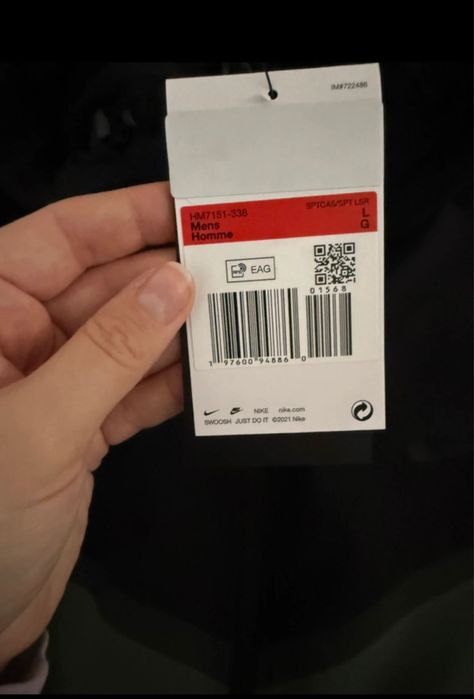 IM#722486
HM7151-338 SPTCAS/SPT LSR
Mens L
Homme G
EAG
01568
1 97600 94886 0
NIKE nike.com
SWOOSH JUST DO IT ©2021 Nike